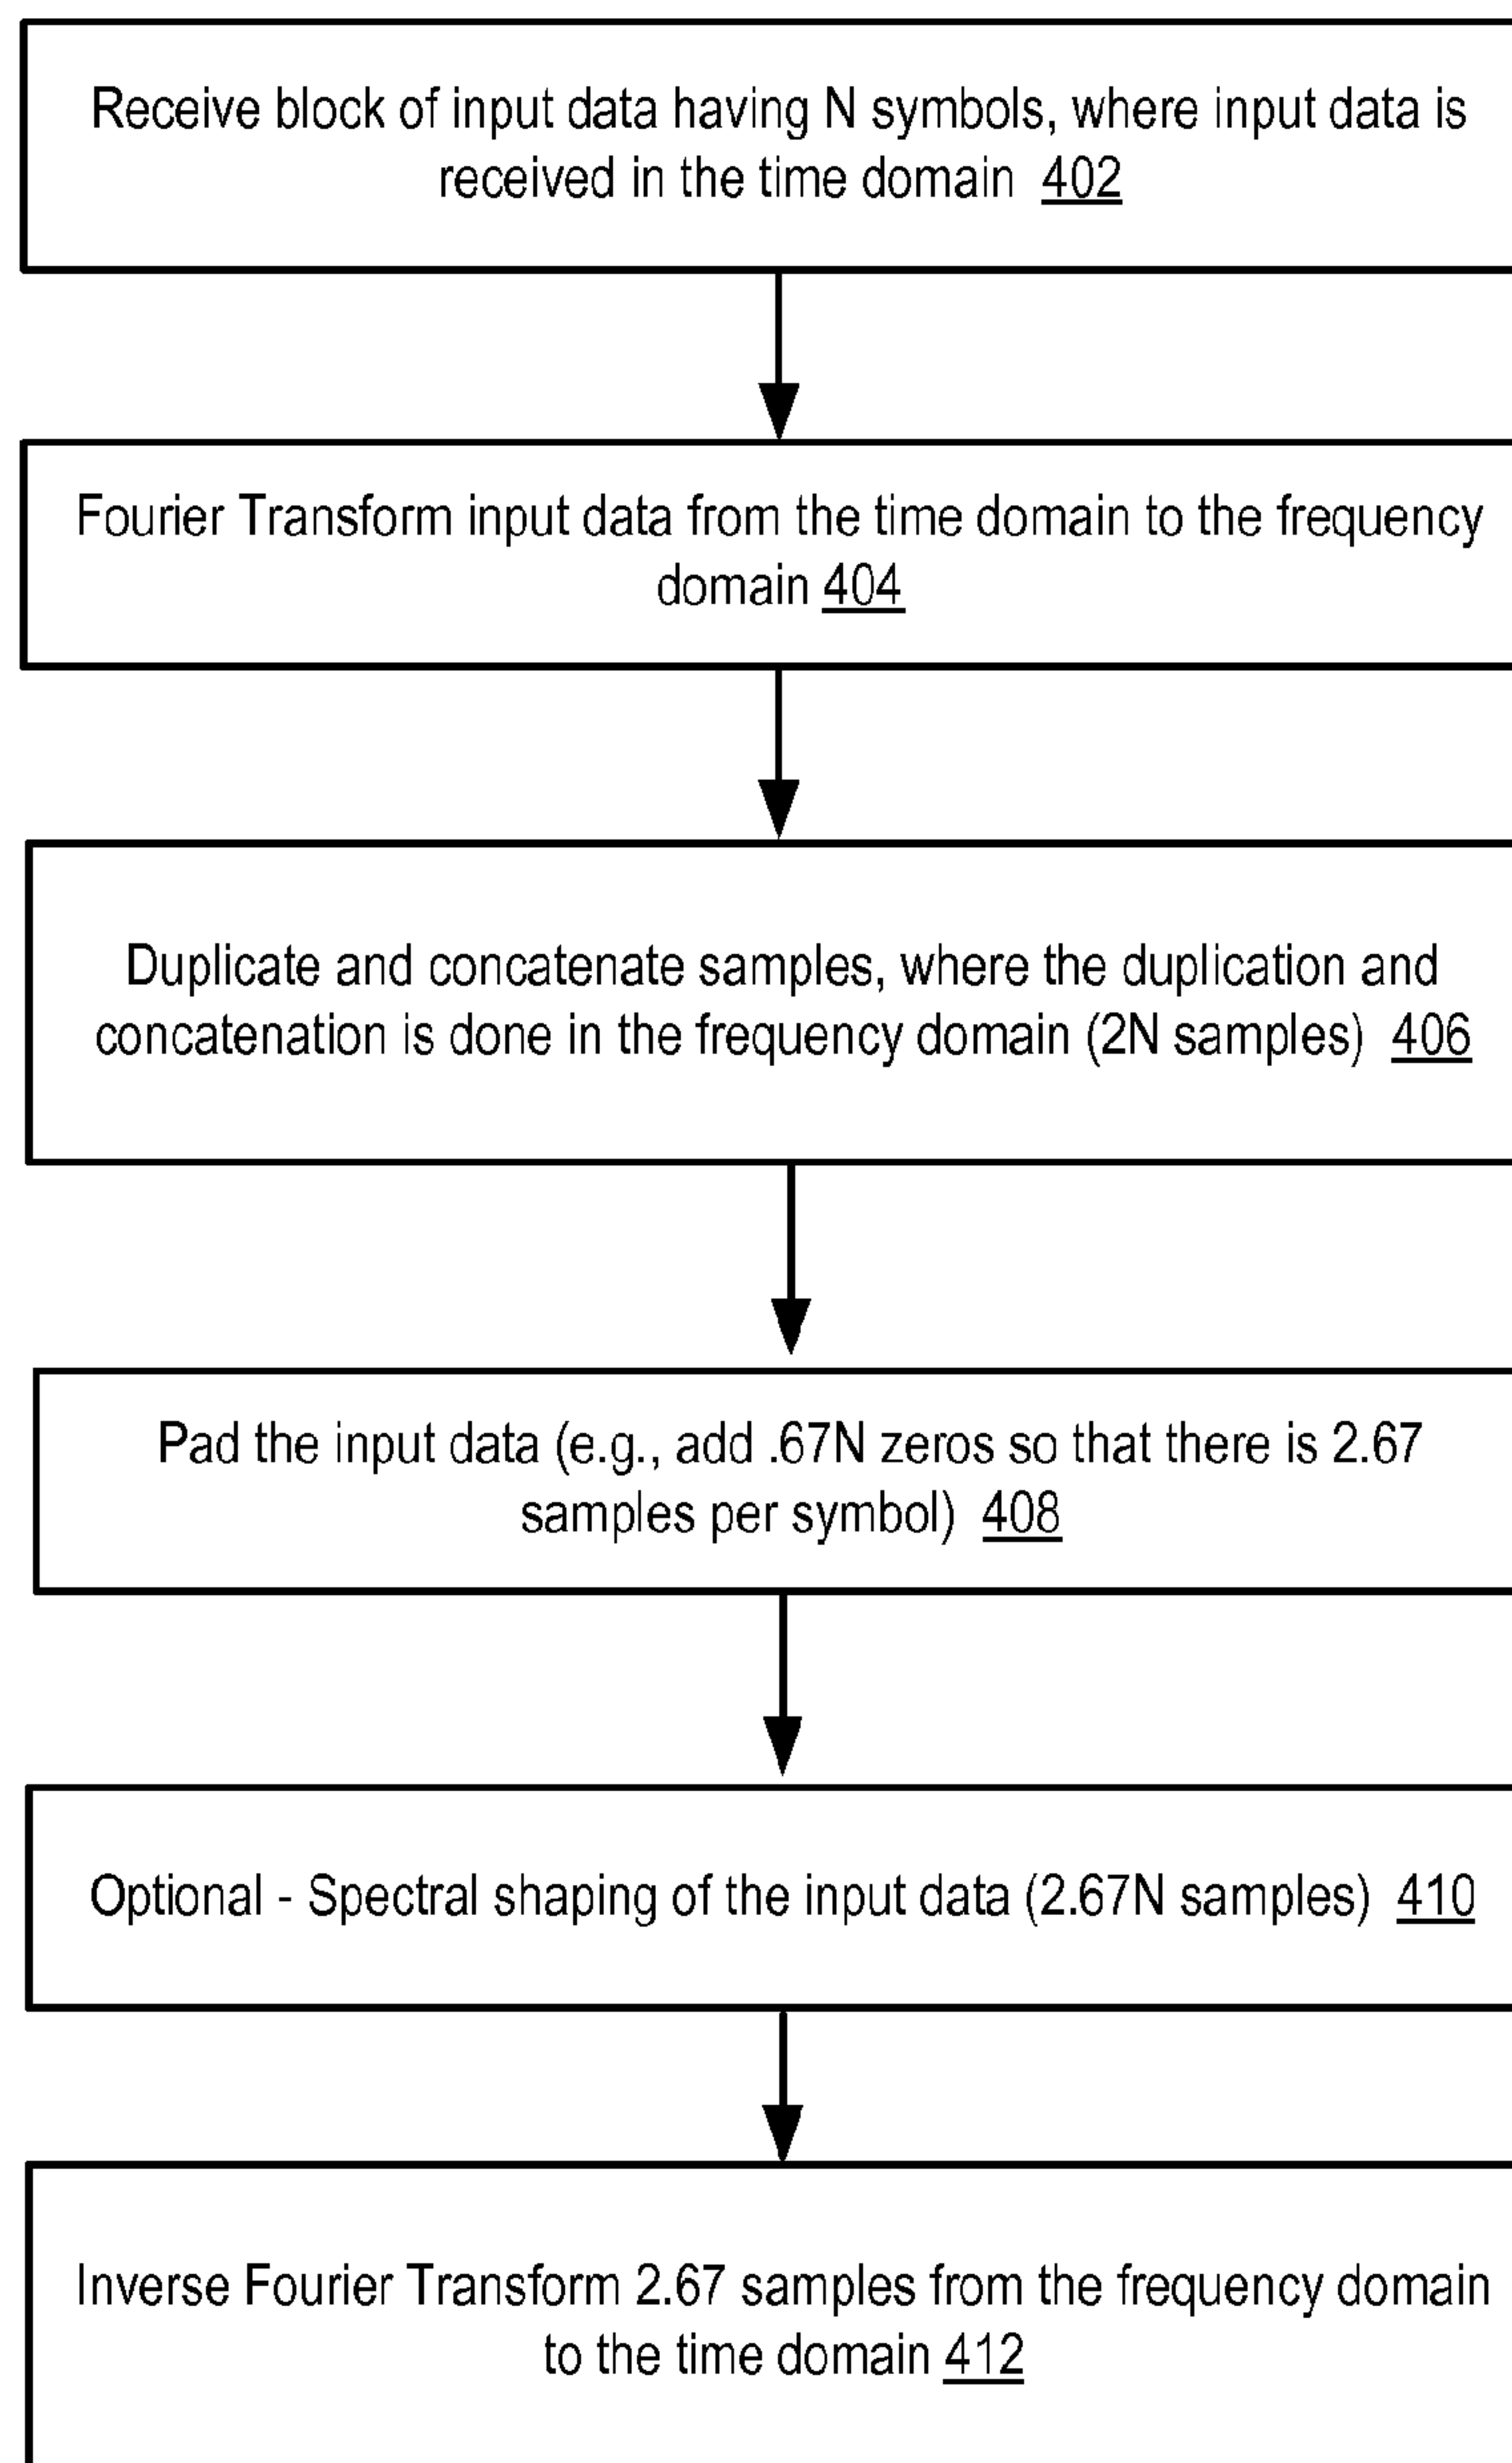 Receive block of input data having N symbols, where input data is
received in the time domain 402
Fourier Transform input data from the time domain to the frequency
domain 404
Duplicate and concatenate samples, where the duplication and
concatenation is done in the frequency domain (2N samples) 406
Pad the input data (e.g., add .67N zeros so that there is 2.67
samples per symbol) 408
Optional - Spectral shaping of the input data (2.67N samples) 410
Inverse Fourier Transform 2.67 samples from the frequency domain
to the time domain 412